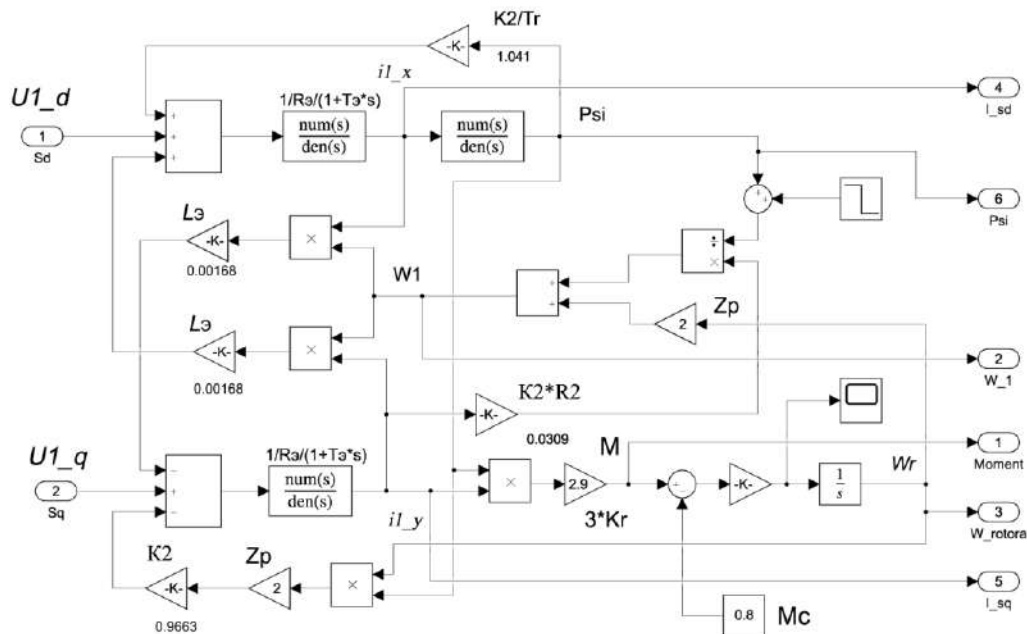 K2/Tr
-K-
1.041
U1_d
1
Sd
+
+
+
1/Rэ/(1+Tэ*s)
num(s)
den(s)
i1_x
num(s)
den(s)
Psi
4
I_sd
+
+
6
Psi
Lэ
-K-
0.00168
×
W1
+
+
÷
×
Zp
2
Lэ
-K-
0.00168
×
2
W_1
K2*R2
-K-
0.0309
U1_q
2
Sq
−
+
−
1/Rэ/(1+Tэ*s)
num(s)
den(s)
i1_y
×
2.9
3*Kr
M
-K-
1
s
Wr
1
Moment
3
W_rotora
K2
-K-
0.9663
Zp
2
×
5
I_sq
0.8
Mc